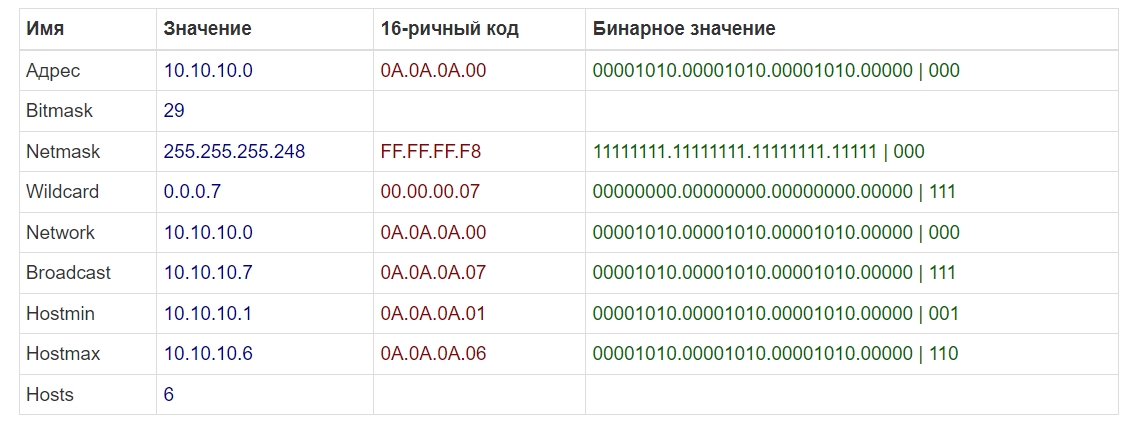 Имя Значение 16-ричный код Бинарное значение
Адрес 10.10.10.0 0A.0A.0A.00 00001010.00001010.00001010.00000 | 000
Bitmask 29
Netmask 255.255.255.248 FF.FF.FF.F8 11111111.11111111.11111111.11111 | 000
Wildcard 0.0.0.7 00.00.00.07 00000000.00000000.00000000.00000 | 111
Network 10.10.10.0 0A.0A.0A.00 00001010.00001010.00001010.00000 | 000
Broadcast 10.10.10.7 0A.0A.0A.07 00001010.00001010.00001010.00000 | 111
Hostmin 10.10.10.1 0A.0A.0A.01 00001010.00001010.00001010.00000 | 001
Hostmax 10.10.10.6 0A.0A.0A.06 00001010.00001010.00001010.00000 | 110
Hosts 6